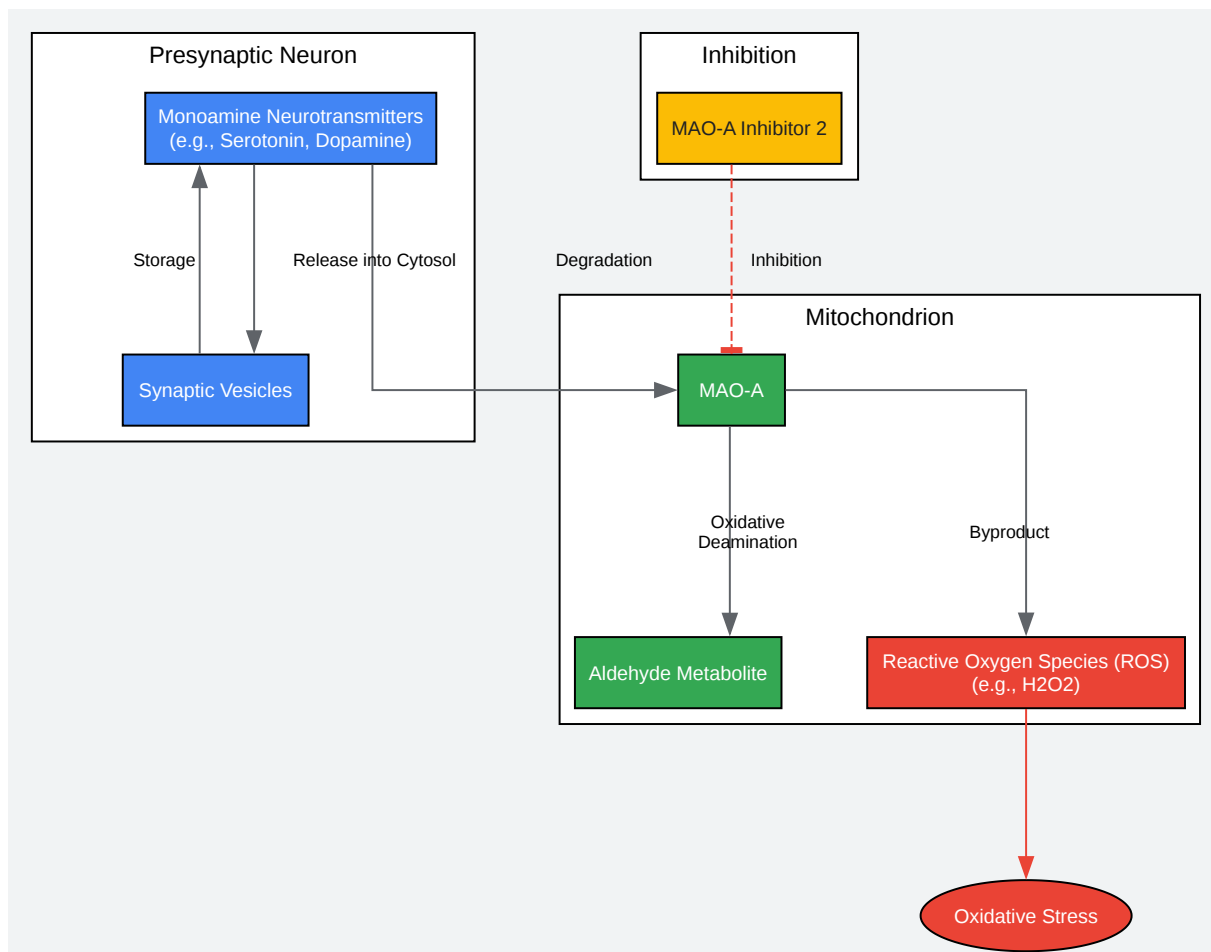 Presynaptic Neuron
Inhibition
Monoamine Neurotransmitters
(e.g., Serotonin, Dopamine)
MAO-A Inhibitor 2
Storage
Release into Cytosol
Degradation
Inhibition
Mitochondrion
Synaptic Vesicles
MAO-A
Oxidative
Deamination
Byproduct
Aldehyde Metabolite
Reactive Oxygen Species (ROS)
(e.g., H2O2)
Oxidative Stress